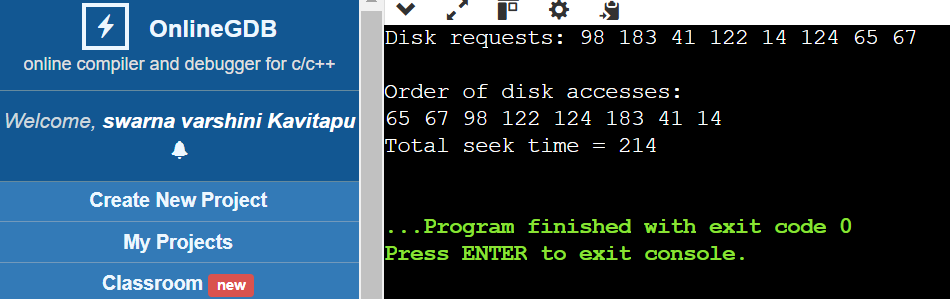 OnlineGDB
online compiler and debugger for c/c++
Welcome, swarna varshini Kavitapu
Create New Project
My Projects
Classroom new
Disk requests: 98 183 41 122 14 124 65 67
Order of disk accesses:
65 67 98 122 124 183 41 14
Total seek time = 214
...Program finished with exit code 0
Press ENTER to exit console.